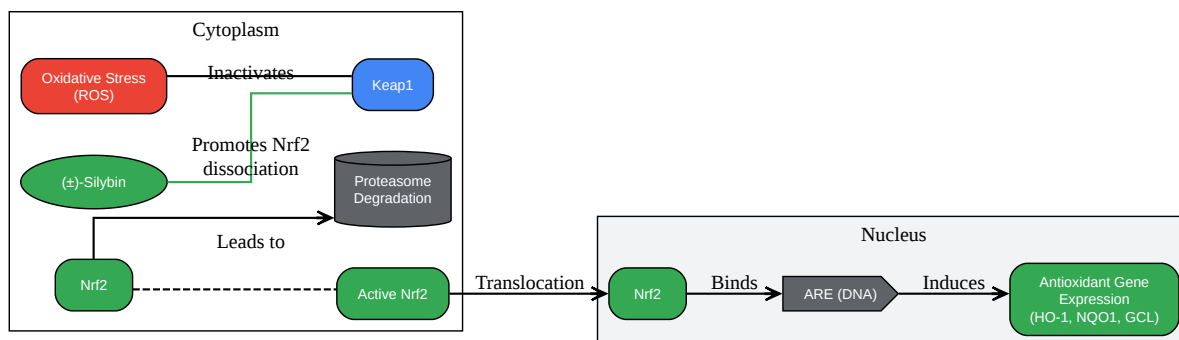 Cytoplasm
Oxidative Stress
(ROS)
Inactivates
Keap1
Promotes Nrf2
dissociation
(±)-Silybin
Proteasome
Degradation
Leads to
Nrf2
Active Nrf2
Translocation
Nucleus
Nrf2
Binds
ARE (DNA)
Induces
Antioxidant Gene
Expression
(HO-1, NQO1, GCL)